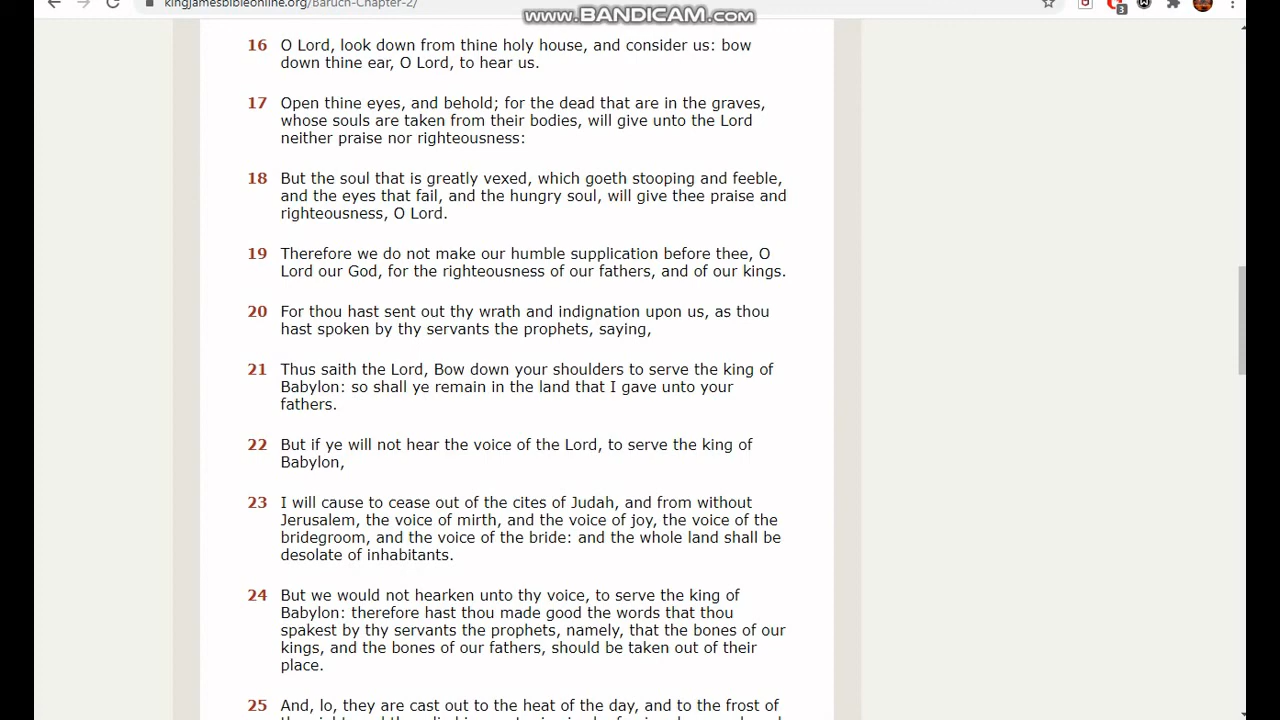 kingjamesbibleonline.org/Baruch-Chapter-2/
www.BANDICAM.com
3
16 O Lord, look down from thine holy house, and consider us: bow
down thine ear, O Lord, to hear us.
17 Open thine eyes, and behold; for the dead that are in the graves,
whose souls are taken from their bodies, will give unto the Lord
neither praise nor righteousness:
18 But the soul that is greatly vexed, which goeth stooping and feeble,
and the eyes that fail, and the hungry soul, will give thee praise and
righteousness, O Lord.
19 Therefore we do not make our humble supplication before thee, O
Lord our God, for the righteousness of our fathers, and of our kings.
20 For thou hast sent out thy wrath and indignation upon us, as thou
hast spoken by thy servants the prophets, saying,
21 Thus saith the Lord, Bow down your shoulders to serve the king of
Babylon: so shall ye remain in the land that I gave unto your
fathers.
22 But if ye will not hear the voice of the Lord, to serve the king of
Babylon,
23 I will cause to cease out of the cites of Judah, and from without
Jerusalem, the voice of mirth, and the voice of joy, the voice of the
bridegroom, and the voice of the bride: and the whole land shall be
desolate of inhabitants.
24 But we would not hearken unto thy voice, to serve the king of
Babylon: therefore hast thou made good the words that thou
spakest by thy servants the prophets, namely, that the bones of our
kings, and the bones of our fathers, should be taken out of their
place.
25 And, lo, they are cast out to the heat of the day, and to the frost of